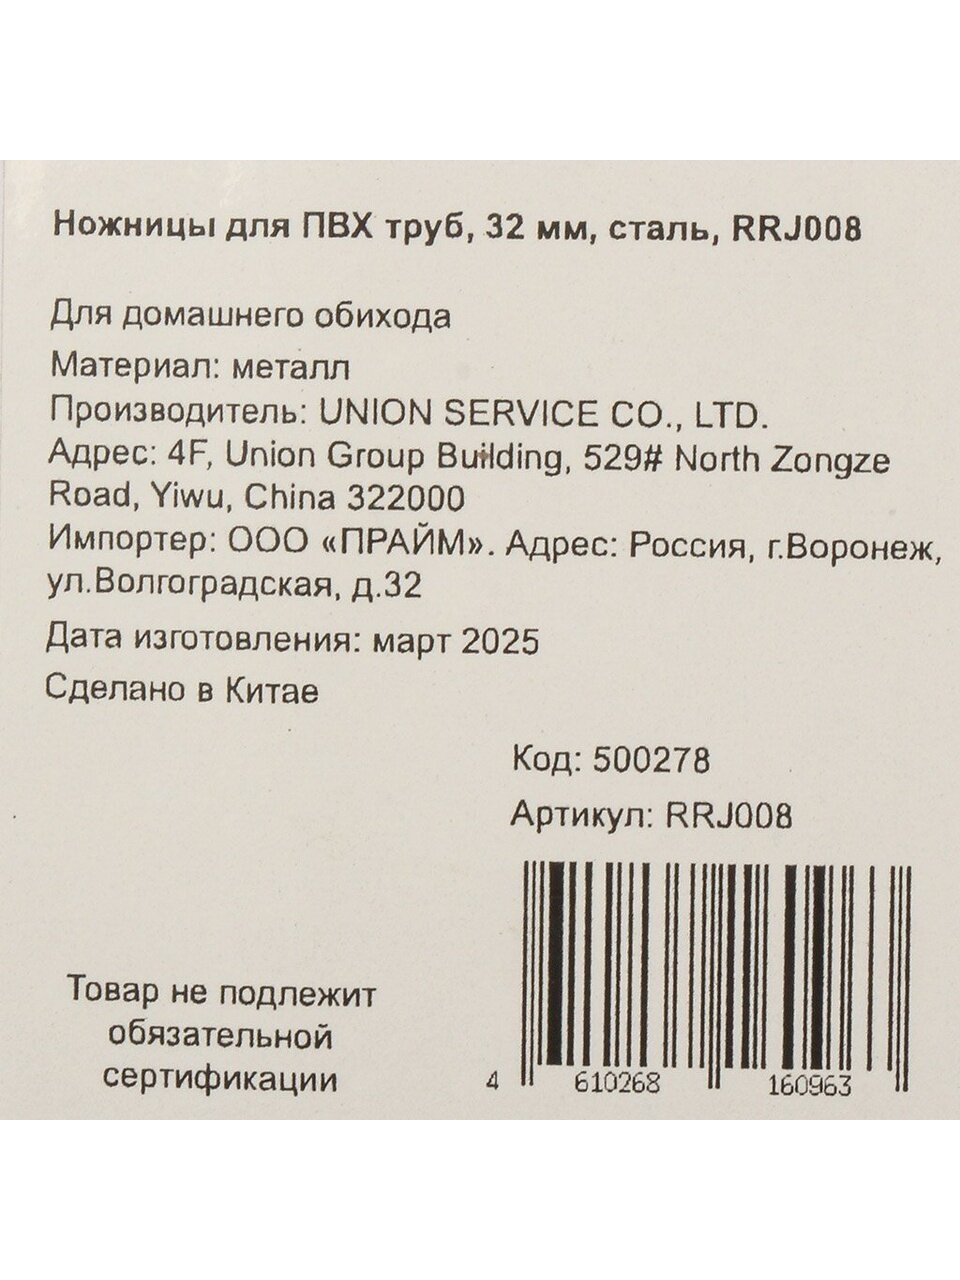 Ножницы для ПВХ труб, 32 мм, сталь, RRJ008
Для домашнего обихода
Материал: металл
Производитель: UNION SERVICE CO., LTD.
Адрес: 4F, Union Group Building, 529# North Zongze
Road, Yiwu, China 322000
Импортер: ООО «ПРАЙМ». Адрес: Россия, г.Воронеж,
ул.Волгоградская, д.32
Дата изготовления: март 2025
Сделано в Китае
Код: 500278
Артикул: RRJ008
Товар не подлежит
обязательной
сертификации
4 610268 160963